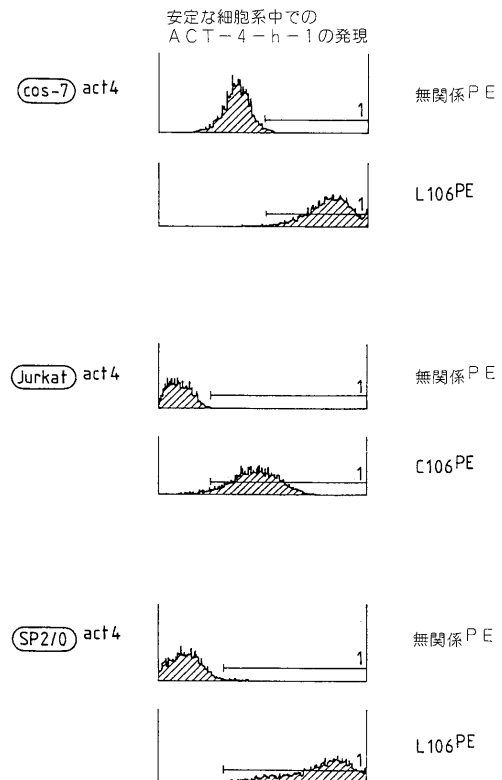 安定な細胞系中での
ACT-4-h-1の発現
cos-7 act4
1
無関係PE
1
L106PE
Jurkat act4
1
無関係PE
1
C106PE
SP2/0 act4
1
無関係PE
1
L106PE